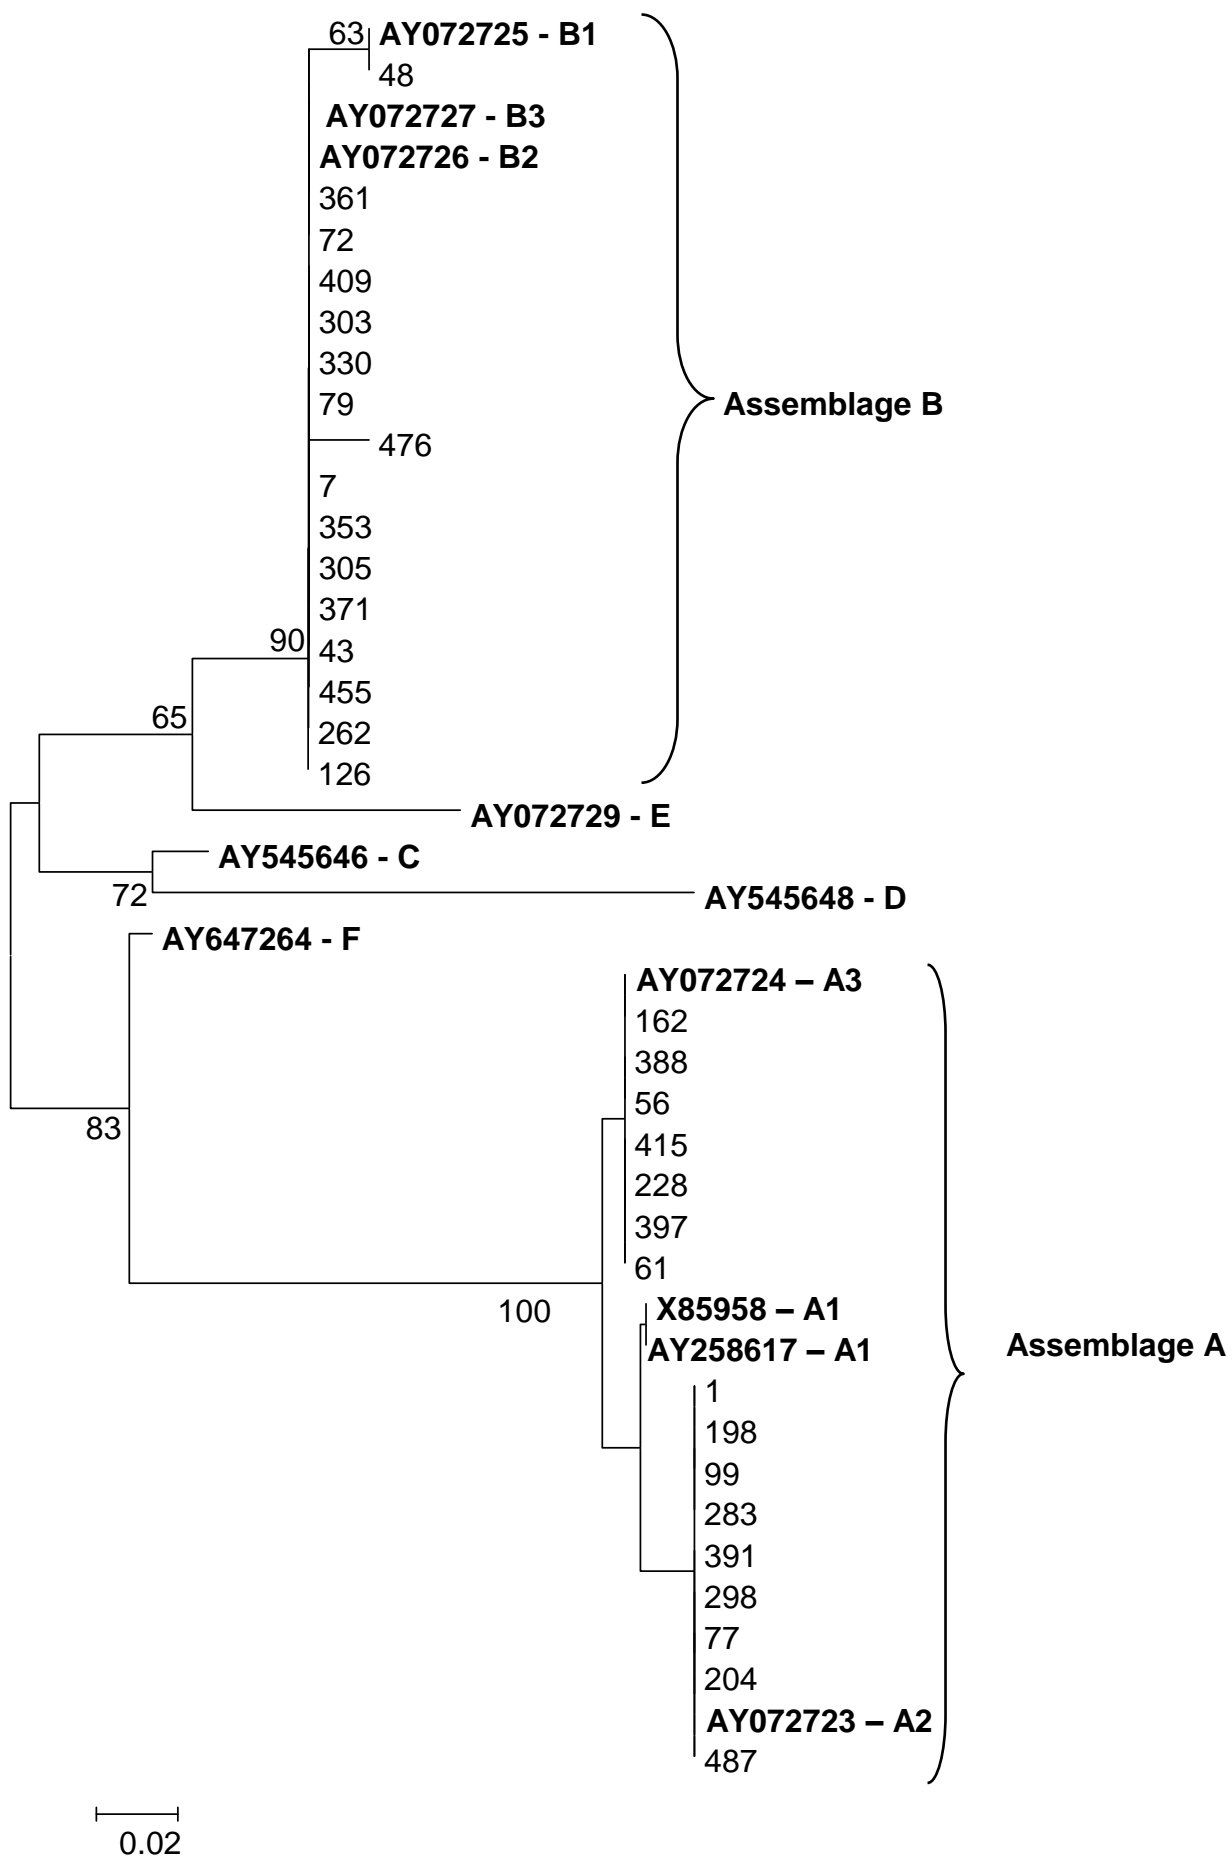 63 AY072725 - B1
48
AY072727 - B3
AY072726 - B2
361
72
409
303
330
79
Assemblage B
476
7
353
305
371
90 43
455
65
262
126
AY072729 - E
AY545646 - C
72
AY545648 - D
AY647264 - F
AY072724 – A3
162
388
56
83
415
228
397
61
100
X85958 – A1
AY258617 – A1
Assemblage A
1
198
99
283
391
298
77
204
AY072723 – A2
487
0.02